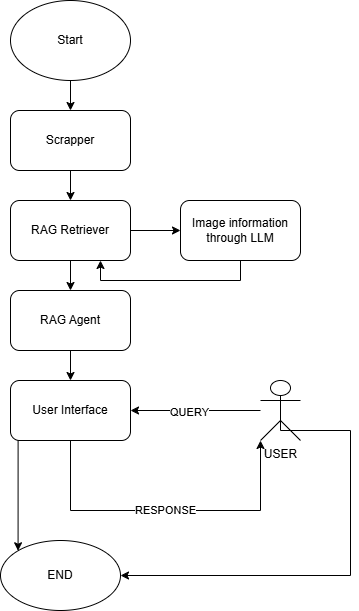 Start
Scrapper
RAG Retriever
Image information
through LLM
RAG Agent
User Interface
QUERY
USER
RESPONSE
END